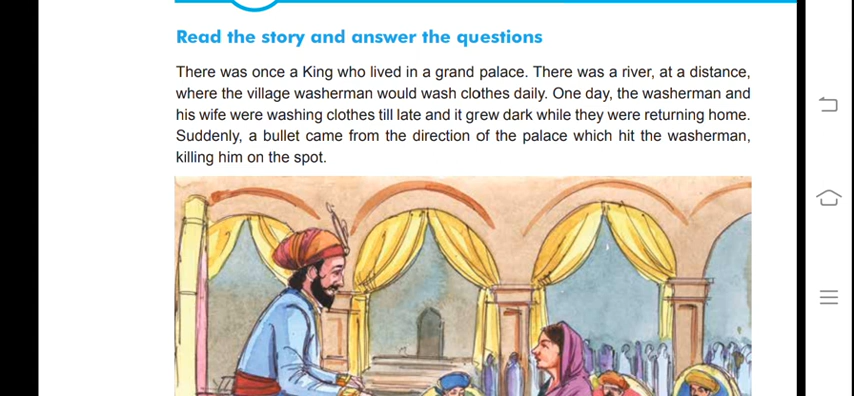 Read the story and answer the questions
There was once a King who lived in a grand palace. There was a river, at a distance,
where the village washerman would wash clothes daily. One day, the washerman and
his wife were washing clothes till late and it grew dark while they were returning home.
Suddenly, a bullet came from the direction of the palace which hit the washerman,
killing him on the spot.